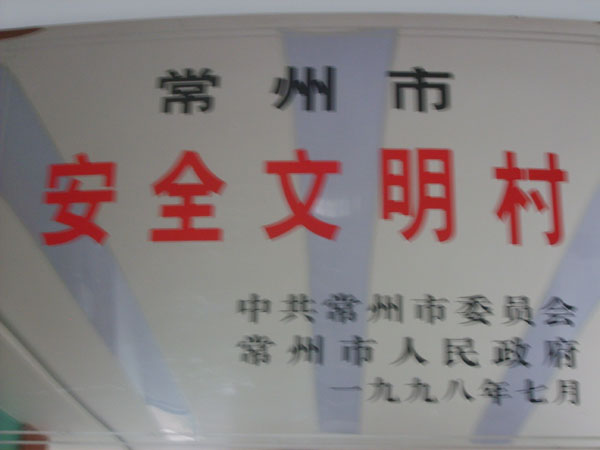 常州市
安全文明村
中共常州市委员会
常州市人民政府
一九九八年七月